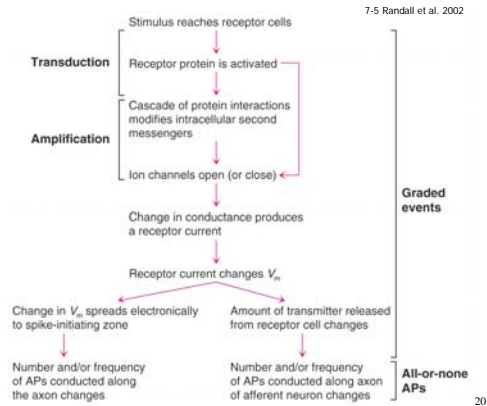 7-5 Randall et al. 2002
Stimulus reaches receptor cells
Transduction
Receptor protein is activated
Cascade of protein interactions
modifies intracellular second
messengers
Amplification
Ion channels open (or close)
Graded
events
Change in conductance produces
a receptor current
Receptor current changes Vm
Change in Vm spreads electronically
to spike-initiating zone
Amount of transmitter released
from receptor cell changes
Number and/or frequency
of APs conducted along
the axon changes
Number and/or frequency
of APs conducted along axon
of afferent neuron changes
All-or-none
APs
20